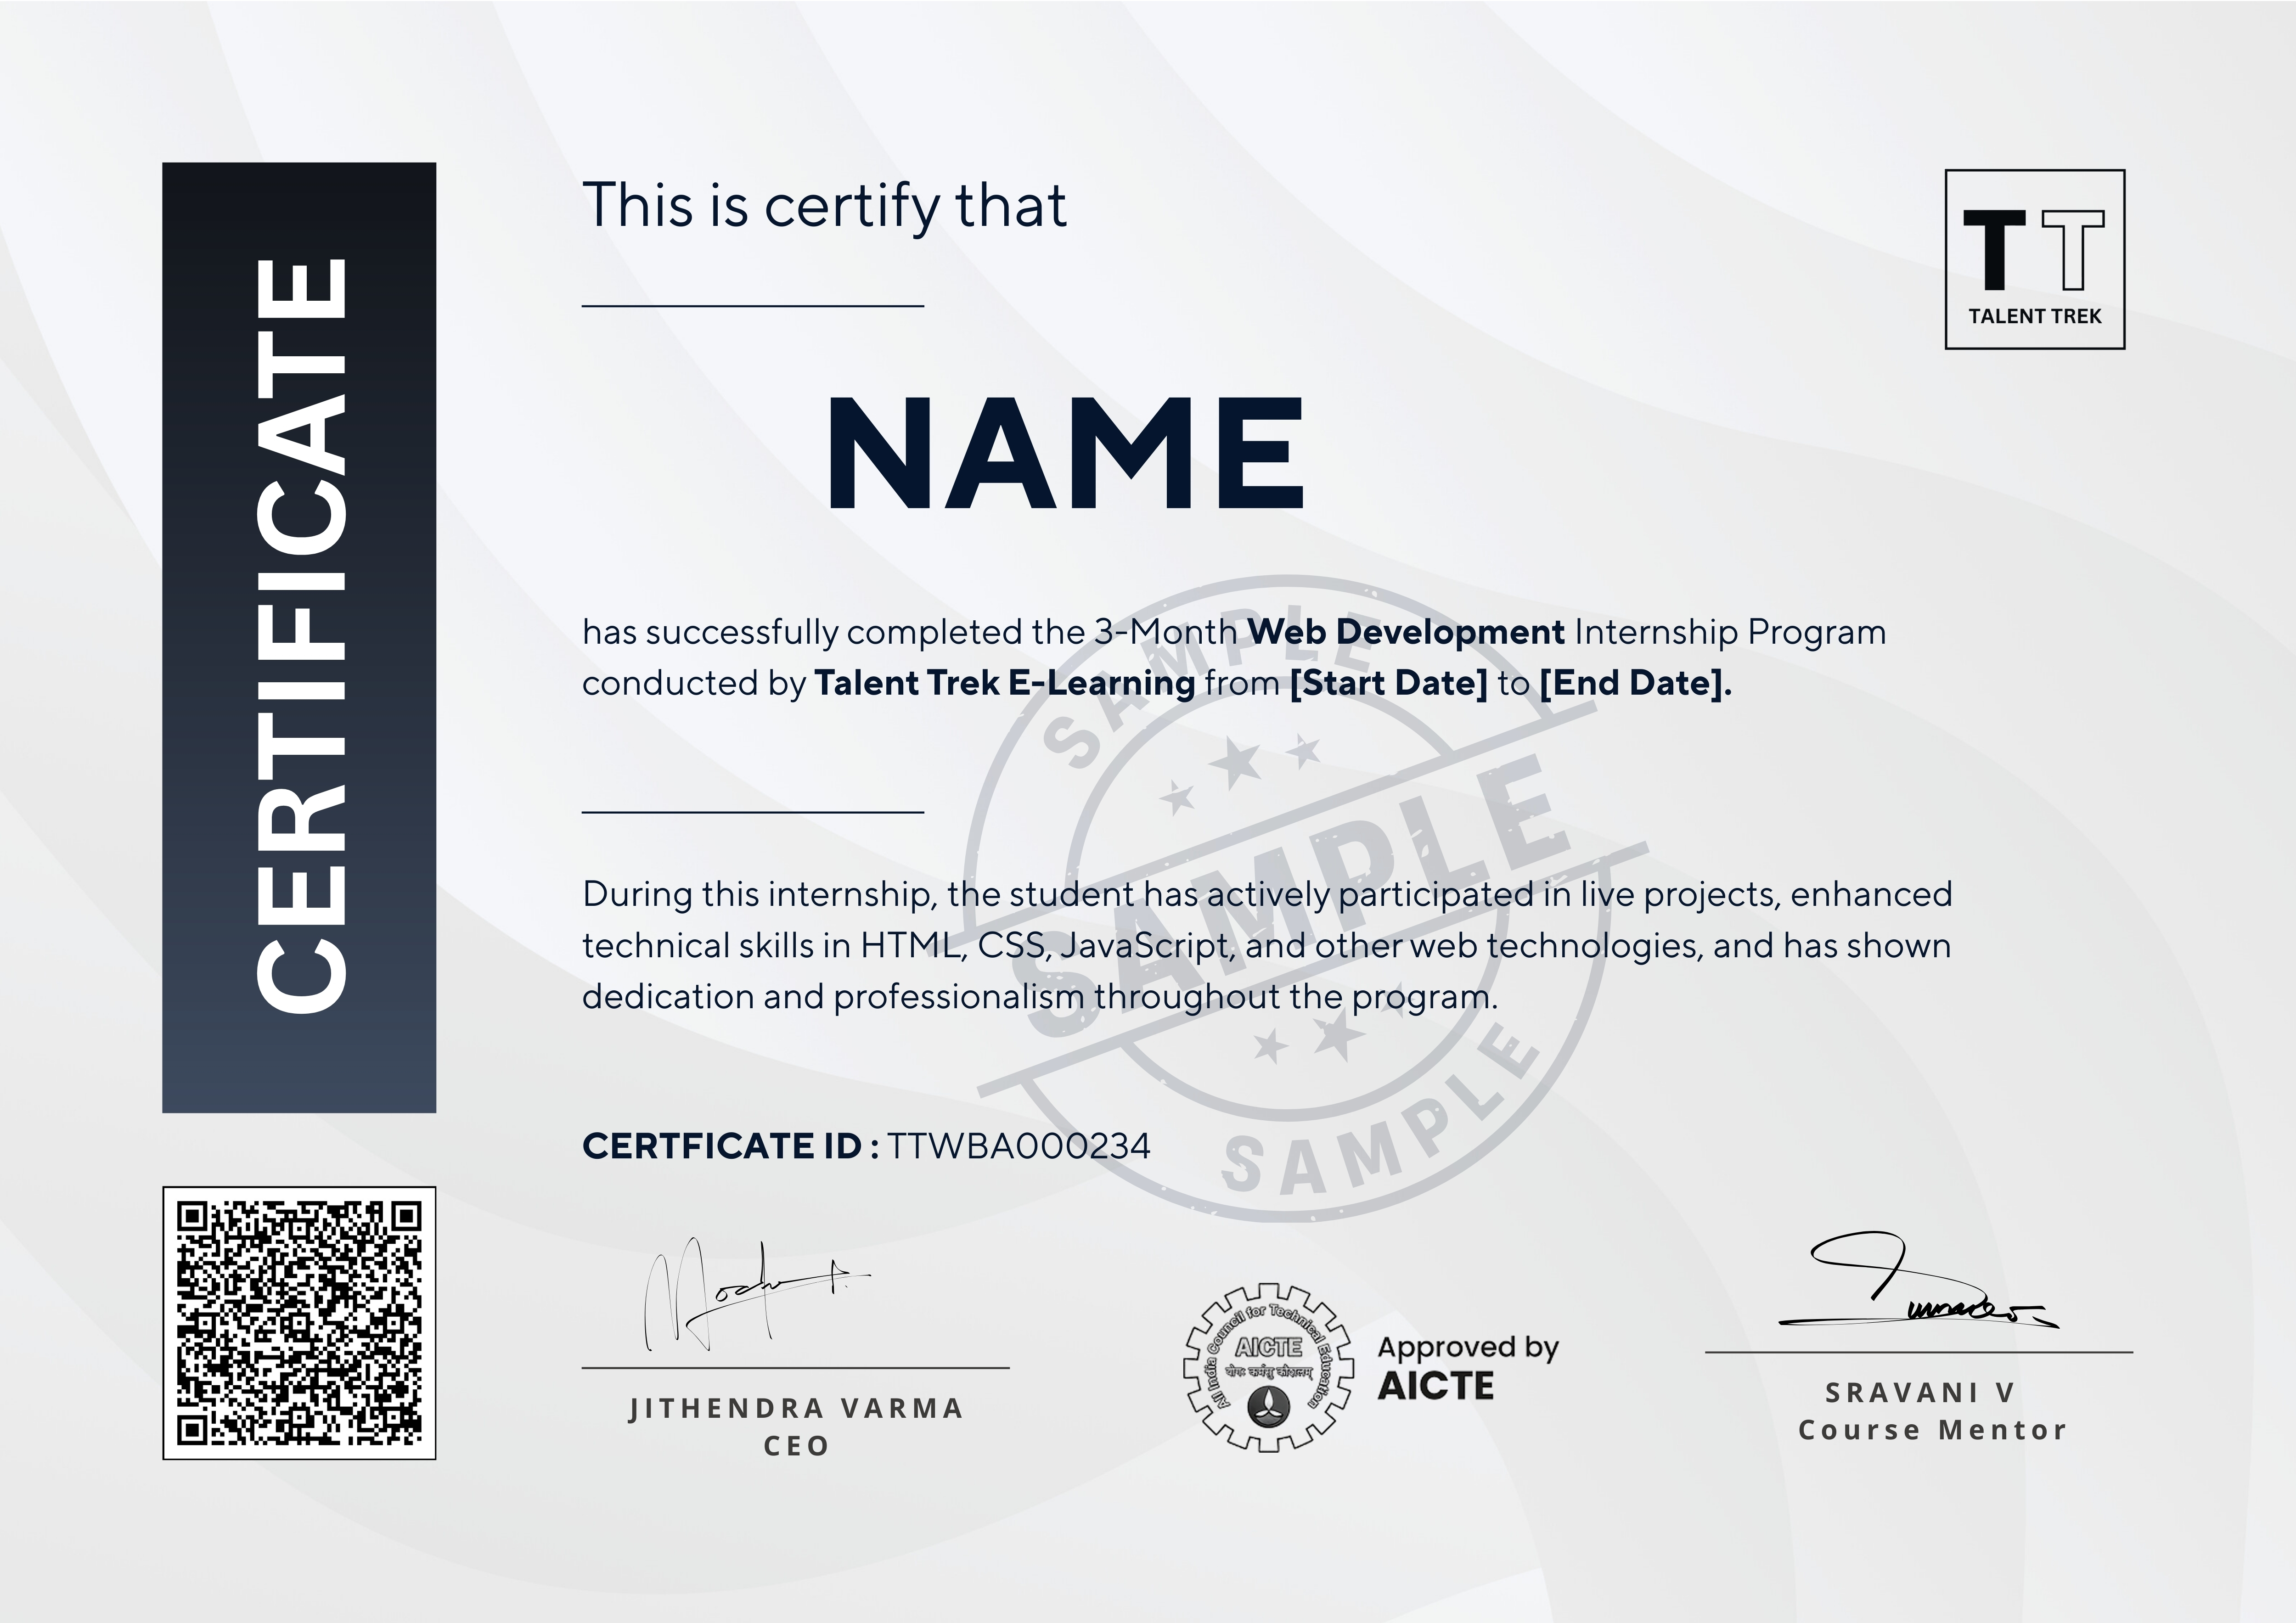 CERTIFICATE
This is certify that
TT
TALENT TREK
NAME
has successfully completed the 3-Month Web Development Internship Program
conducted by Talent Trek E-Learning from [Start Date] to [End Date].
SAMPLE
SAMPLE
SAMPLE
During this internship, the student has actively participated in live projects, enhanced
technical skills in HTML, CSS, JavaScript, and other web technologies, and has shown
dedication and professionalism throughout the program.
CERTFICATE ID : TTWBA000234
JITHENDRA VARMA
CEO
All India Council for Technical Education
AICTE
योगः कर्मसु कौशलम्
Approved by
AICTE
SRAVANI V
Course Mentor